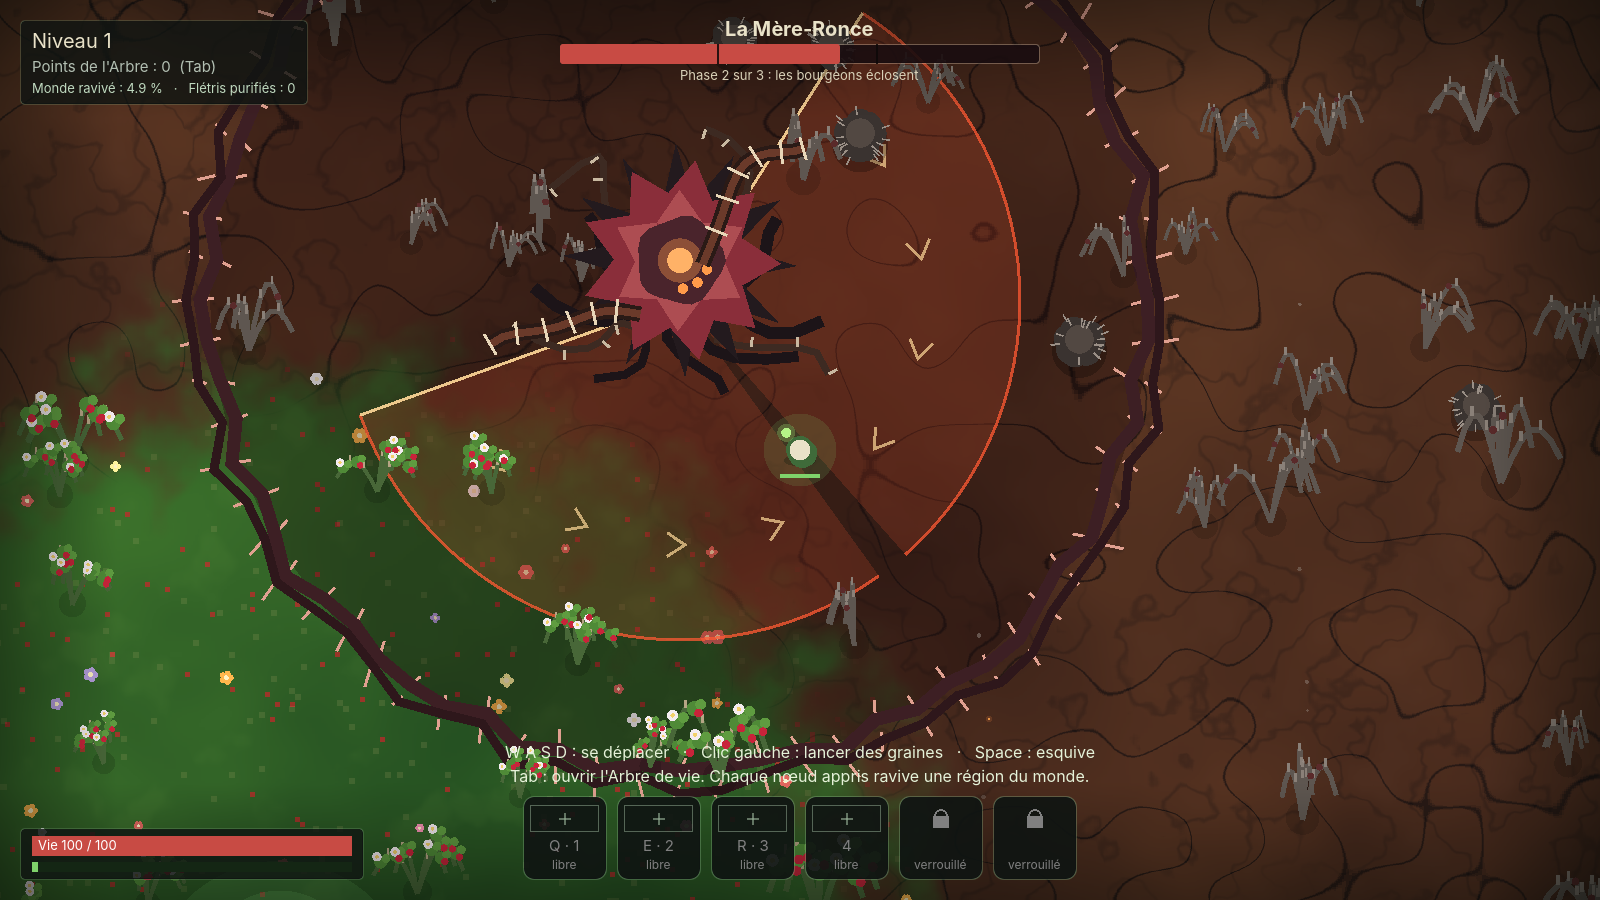 Niveau 1
Points de l'Arbre : 0 (Tab)
Monde ravivé : 4.9 % · Flétris purifiés : 0
La Mère-Ronce
Phase 2 sur 3 : les bourgeons éclosent
W A S D : se déplacer · Clic gauche : lancer des graines · Space : esquive
Tab : ouvrir l'Arbre de vie. Chaque nœud appris ravive une région du monde.
Vie 100 / 100
Q · 1
libre
E · 2
libre
R · 3
libre
4
libre
verrouillé
verrouillé